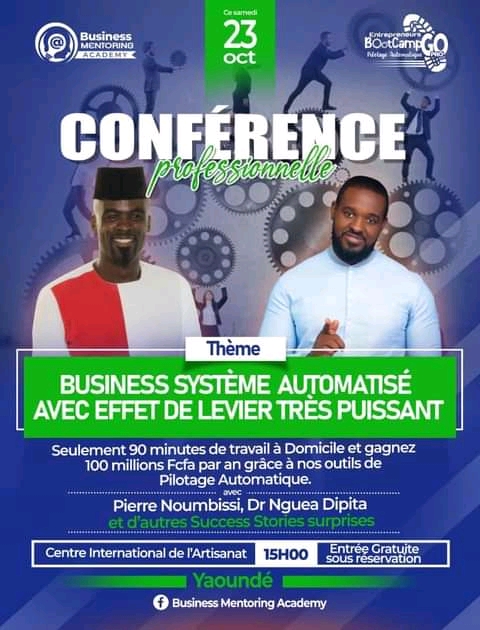 Business
MENTORING
ACADEMY
Ce samedi
23
oct
Entrepreneurs
BOotCamp GO
PRO
Pilotage Automatique
CONFÉRENCE
professionnelle
Thème
BUSINESS SYSTÈME AUTOMATISÉ
AVEC EFFET DE LEVIER TRÈS PUISSANT
Seulement 90 minutes de travail à Domicile et gagnez
100 millions Fcfa par an grâce à nos outils de
Pilotage Automatique.
avec
Pierre Noumbissi, Dr Nguea Dipita
et d'autres Success Stories surprises
Centre International de l'Artisanat
15H00
Entrée Gratuite
sous réservation
Yaoundé
Business Mentoring Academy